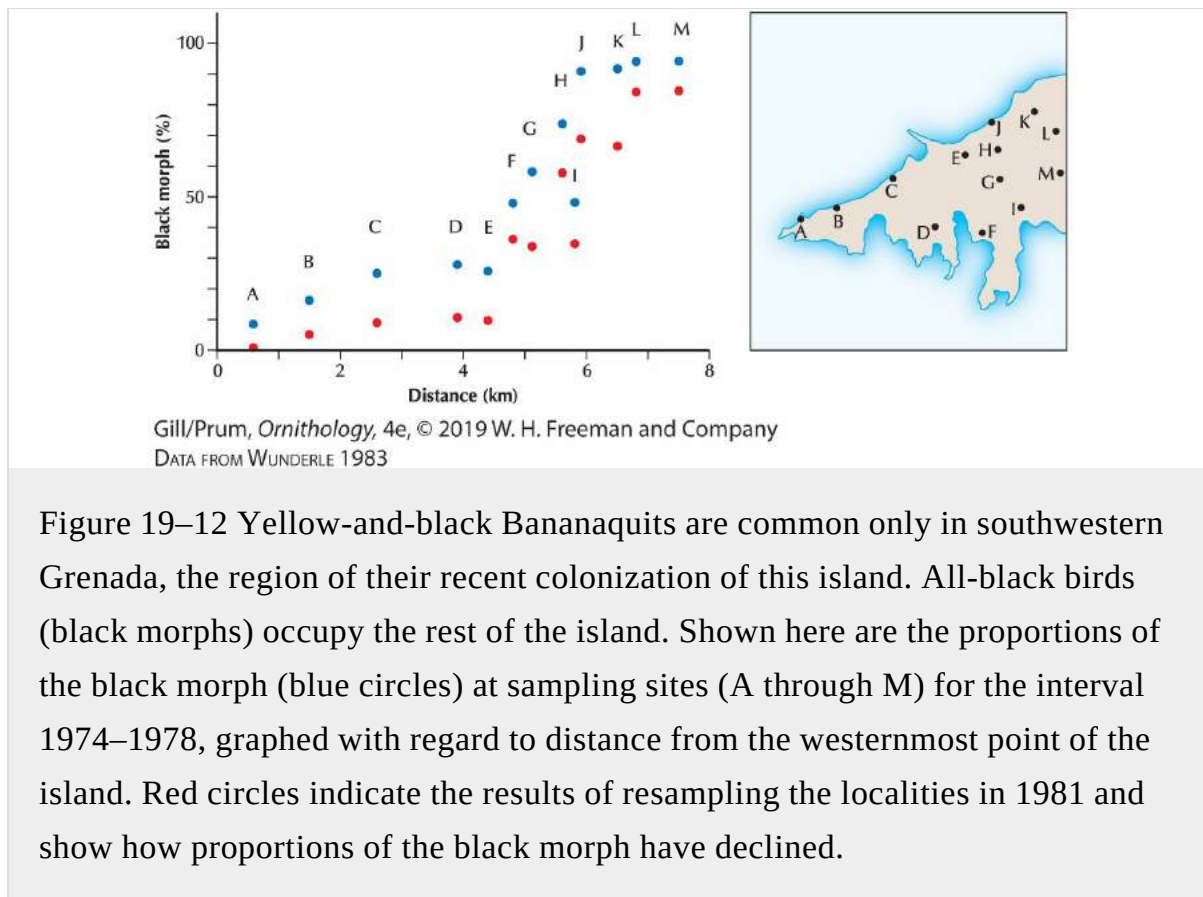 100
50
0
Black morph (%)
A
B
C
D
E
F
G
H
I
J
K
L
M
0 2 4 6 8
Distance (km)
A
B
C
D
E
F
G
H
I
J
K
L
M
Gill/Prum, Ornithology, 4e, © 2019 W. H. Freeman and Company
DATA FROM WUNDERLE 1983
Figure 19–12 Yellow-and-black Bananaquits are common only in southwestern
Grenada, the region of their recent colonization of this island. All-black birds
(black morphs) occupy the rest of the island. Shown here are the proportions of
the black morph (blue circles) at sampling sites (A through M) for the interval
1974–1978, graphed with regard to distance from the westernmost point of the
island. Red circles indicate the results of resampling the localities in 1981 and
show how proportions of the black morph have declined.